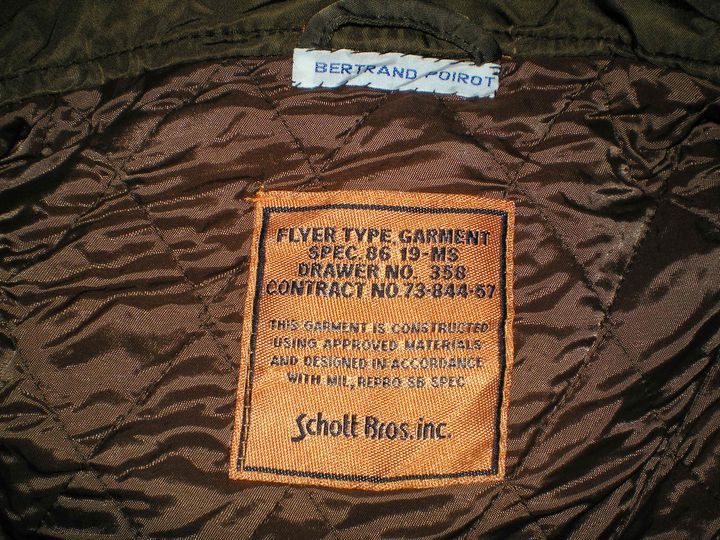 BERTRAND POIROT
FLYER TYPE, GARMENT
SPEC. 86 19-MS
DRAWER NO. 358
CONTRACT NO. 73-844-57
THIS GARMENT IS CONSTRUCTED
USING APPROVED MATERIALS
AND DESIGNED IN ACCORDANCE
WITH MIL, REPRO SB SPEC
Schott Bros. inc.